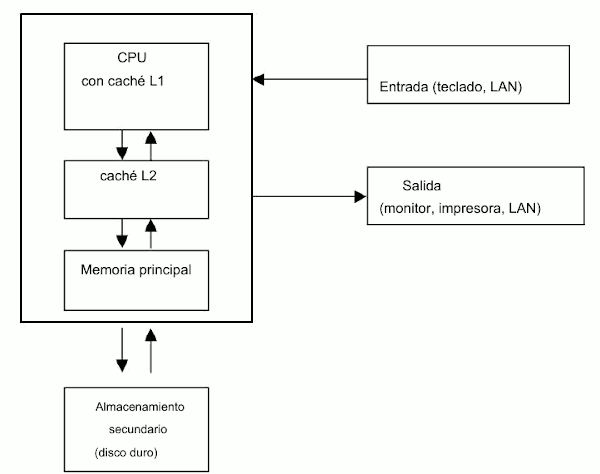 CPU
con caché L1
caché L2
Memoria principal
Entrada (teclado, LAN)
Salida
(monitor, impresora, LAN)
Almacenamiento
secundario
(disco duro)